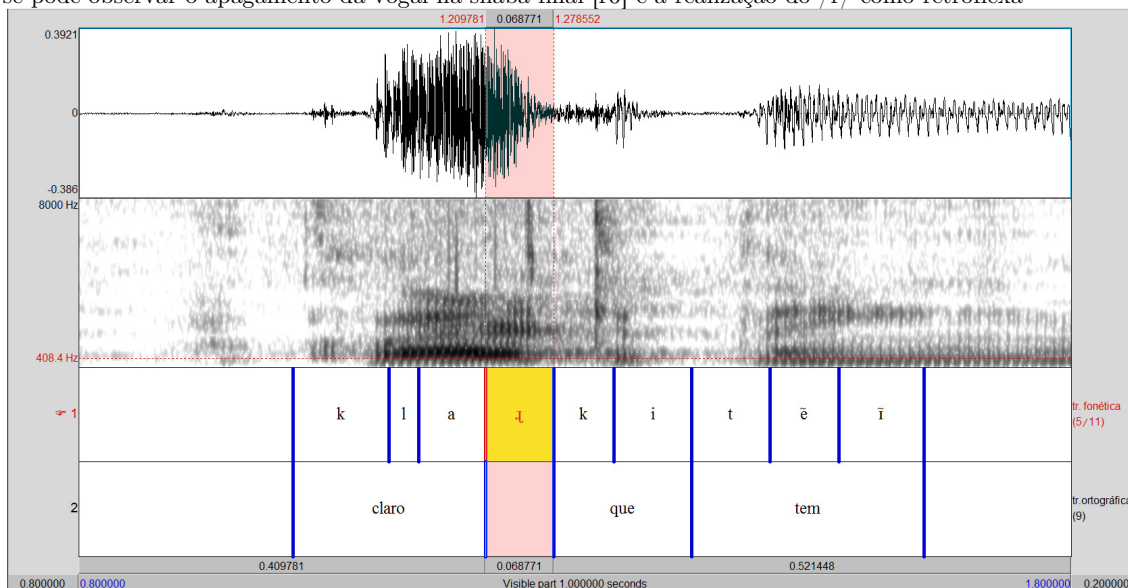 se pode observar o apagamento da vogal na sílaba final [ɾo] e a realização do /ɾ/ como retroflexa
1.209781 0.068771 1.278552
0.3921
0
-0.386
8000 Hz
408.4 Hz
1 k l a ɻ k i t ẽ ɪ̃ tr. fonética
(5/11)
2 claro que tem tr.ortográfica
(9)
0.409781 0.068771 0.521448
0.800000 0.800000 Visible part 1.000000 seconds 1.800000 0.200000